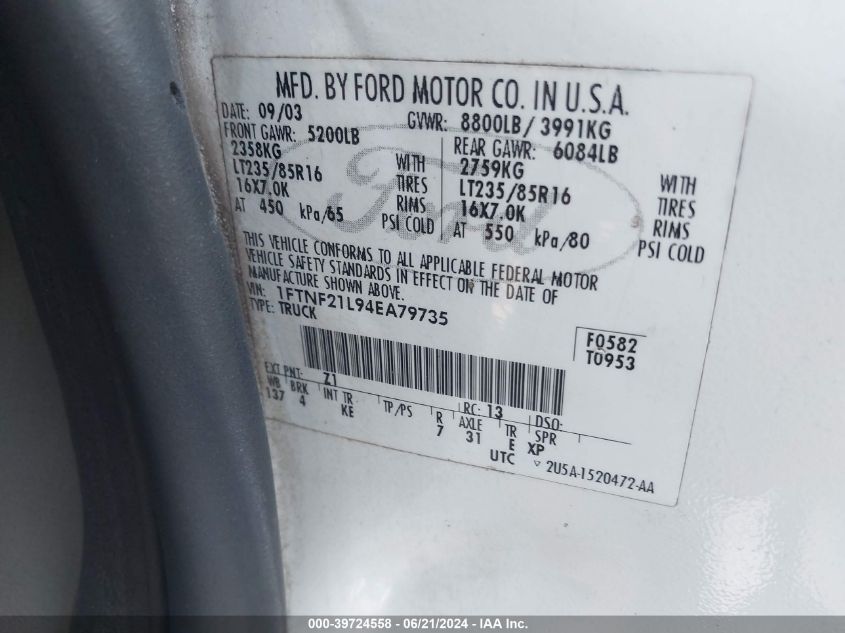 MFD. BY FORD MOTOR CO. IN U.S.A.
DATE: 09/03 GVWR: 8800LB/ 3991KG
FRONT GAWR: 5200LB REAR GAWR: 6084LB
2358KG WITH 2759KG WITH
LT235/85R16 TIRES LT235/85R16 TIRES
16X7.0K RIMS 16X7.0K RIMS
AT 450 kPa/65 PSI COLD AT 550 kPa/80 PSI COLD
Ford
THIS VEHICLE CONFORMS TO ALL APPLICABLE FEDERAL MOTOR
VEHICLE SAFETY STANDARDS IN EFFECT ON THE DATE OF
MANUFACTURE SHOWN ABOVE.
VIN: 1FTNF21L94EA79735
TYPE: TRUCK
F0582
T0953
EXT PNT: Z1 RC: 13 DSO:
WB BRK INT TR TP/PS R AXLE TR SPR
137 4 KE 7 31 E XP
UTC ▽ 2U5A-1520472-AA
000-39724558 - 06/21/2024 - IAA Inc.